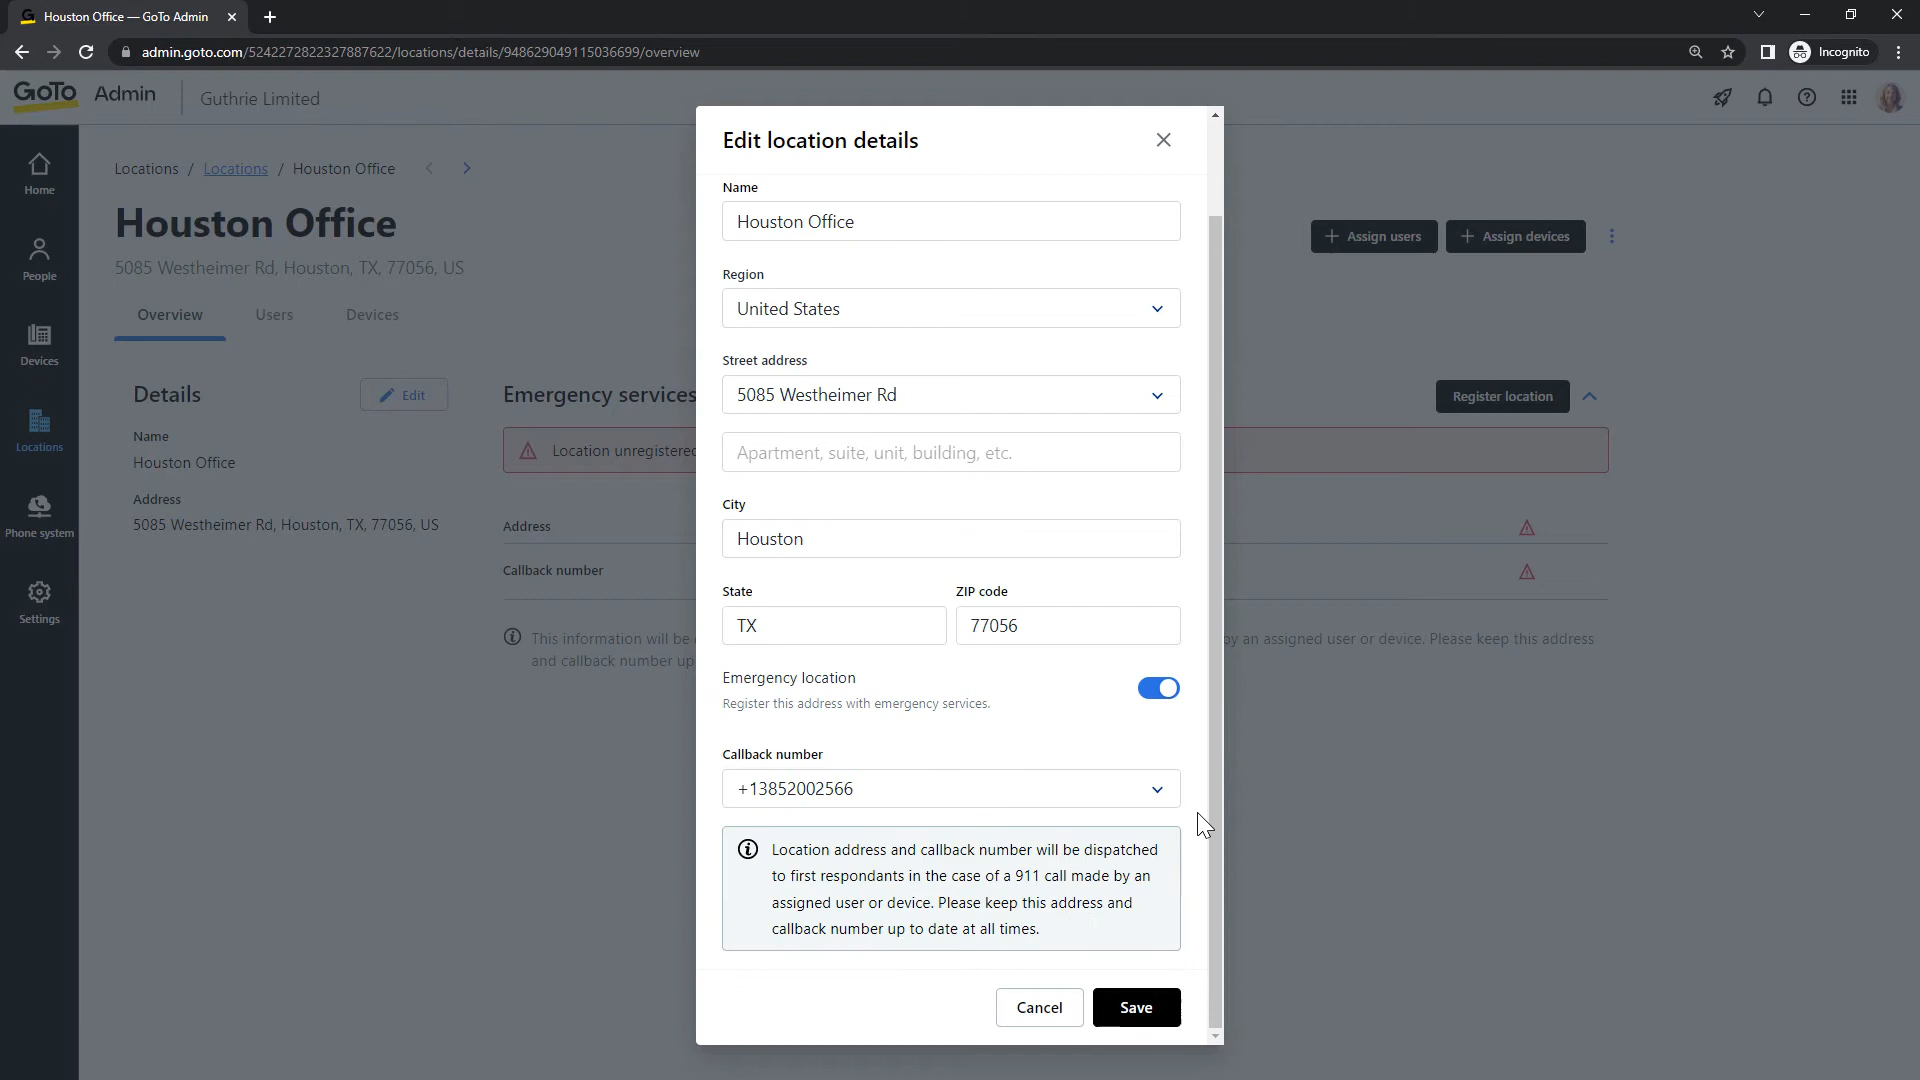 Houston Office — GoTo Admin
admin.goto.com/5242272822327887622/locations/details/948629049115036699/overview
Incognito
GoTo Admin Guthrie Limited
Home
People
Devices
Locations
Phone system
Settings
Locations / Locations / Houston Office
Houston Office
5085 Westheimer Rd, Houston, TX, 77056, US
Assign users
Assign devices
Overview
Users
Devices
Details
Edit
Name
Houston Office
Address
5085 Westheimer Rd, Houston, TX, 77056, US
Emergency services
Register location
Location unregistered
Address
Callback number
This information will be
by an assigned user or device. Please keep this address
and callback number up
Edit location details
Name
Houston Office
Region
United States
Street address
5085 Westheimer Rd
Apartment, suite, unit, building, etc.
City
Houston
State
TX
ZIP code
77056
Emergency location
Register this address with emergency services.
Callback number
+13852002566
Location address and callback number will be dispatched
to first respondants in the case of a 911 call made by an
assigned user or device. Please keep this address and
callback number up to date at all times.
Cancel
Save